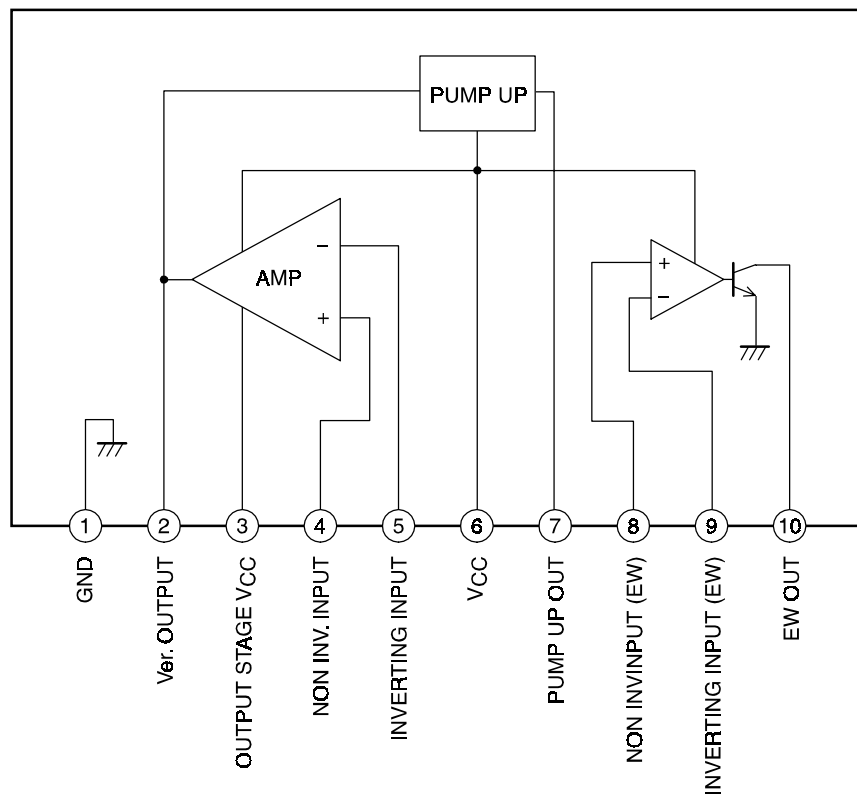 PUMP UP
AMP
−
+
+
−
1
2
3
4
5
6
7
8
9
10
GND
Ver. OUTPUT
OUTPUT STAGE VCC
NON INV. INPUT
INVERTING INPUT
VCC
PUMP UP OUT
NON INVINPUT (EW)
INVERTING INPUT (EW)
EW OUT